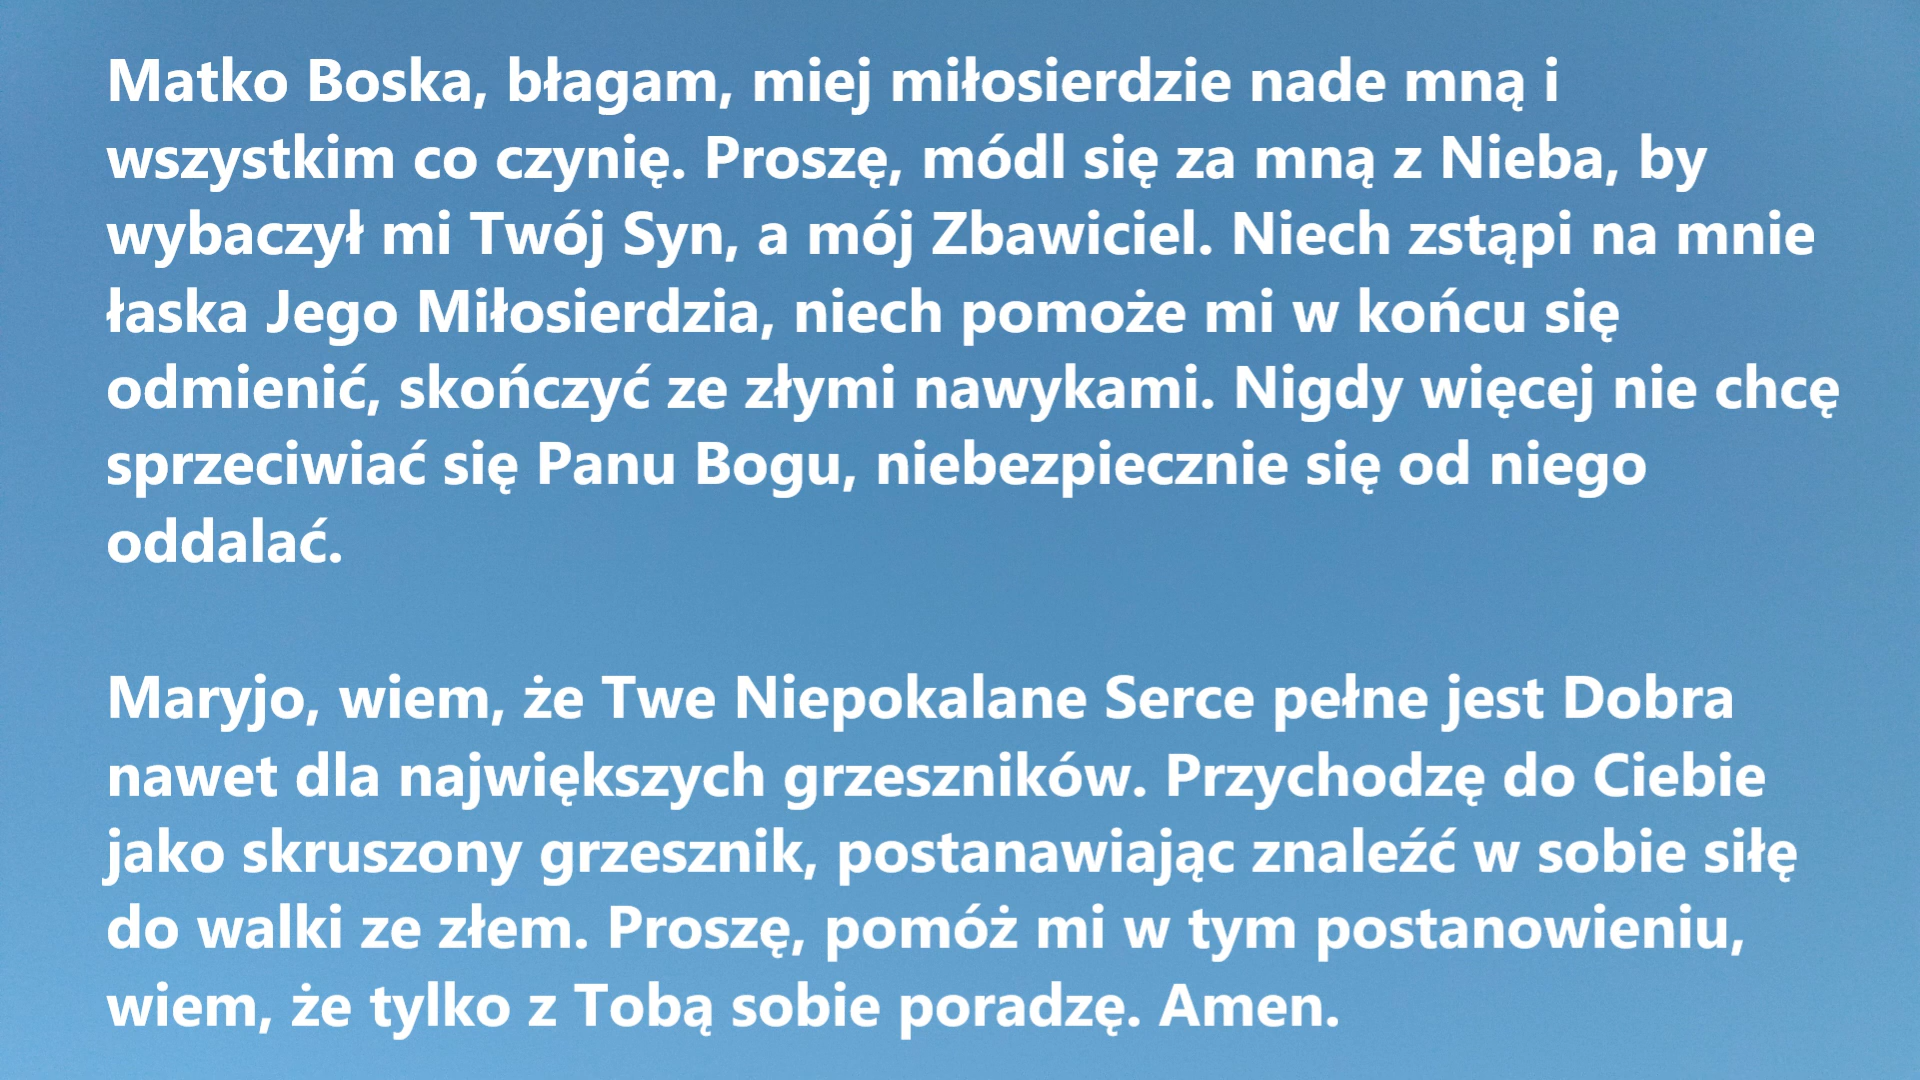 Matko Boska, błagam, miej miłosierdzie nade mną i
wszystkim co czynię. Proszę, módl się za mną z Nieba, by
wybaczył mi Twój Syn, a mój Zbawiciel. Niech zstąpi na mnie
łaska Jego Miłosierdzia, niech pomoże mi w końcu się
odmienić, skończyć ze złymi nawykami. Nigdy więcej nie chcę
sprzeciwiać się Panu Bogu, niebezpiecznie się od niego
oddalać.
Maryjo, wiem, że Twe Niepokalane Serce pełne jest Dobra
nawet dla największych grzeszników. Przychodzę do Ciebie
jako skruszony grzesznik, postanawiając znaleźć w sobie siłę
do walki ze złem. Proszę, pomóż mi w tym postanowieniu,
wiem, że tylko z Tobą sobie poradzę. Amen.